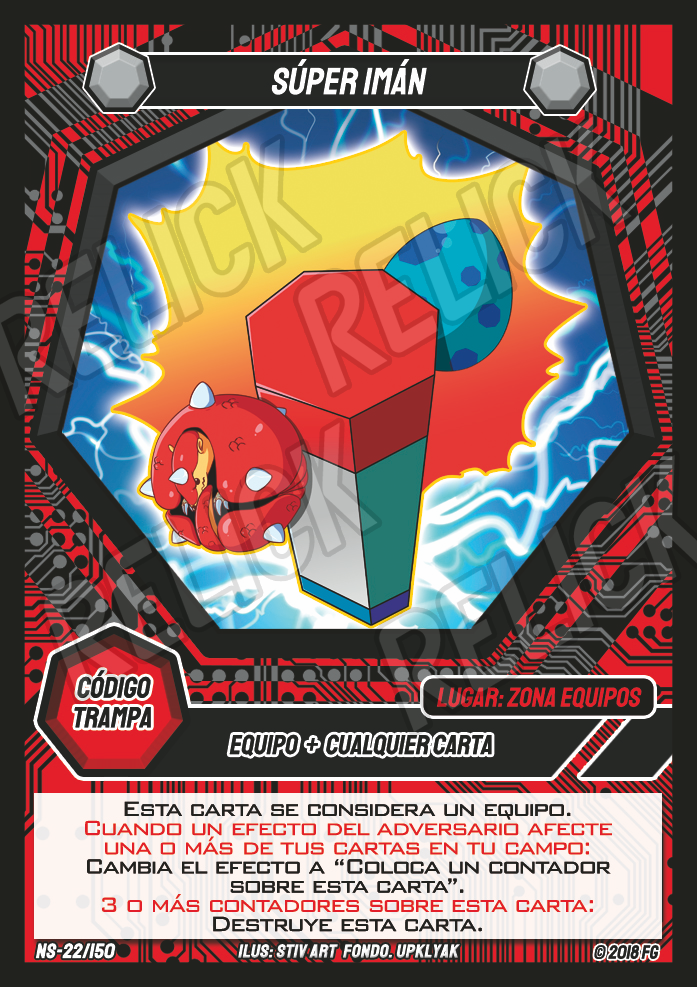 SÚPER IMÁN
RELICK
RELICK
RELICK
RELICK
CÓDIGO
TRAMPA
LUGAR: ZONA EQUIPOS
EQUIPO + CUALQUIER CARTA
ESTA CARTA SE CONSIDERA UN EQUIPO.
CUANDO UN EFECTO DEL ADVERSARIO AFECTE
UNA O MÁS DE TUS CARTAS EN TU CAMPO:
CAMBIA EL EFECTO A “COLOCA UN CONTADOR
SOBRE ESTA CARTA”.
3 O MÁS CONTADORES SOBRE ESTA CARTA:
DESTRUYE ESTA CARTA.
NS-22/150
ILUS: STIV ART FONDO. UPKLYAK
© 2018 FG